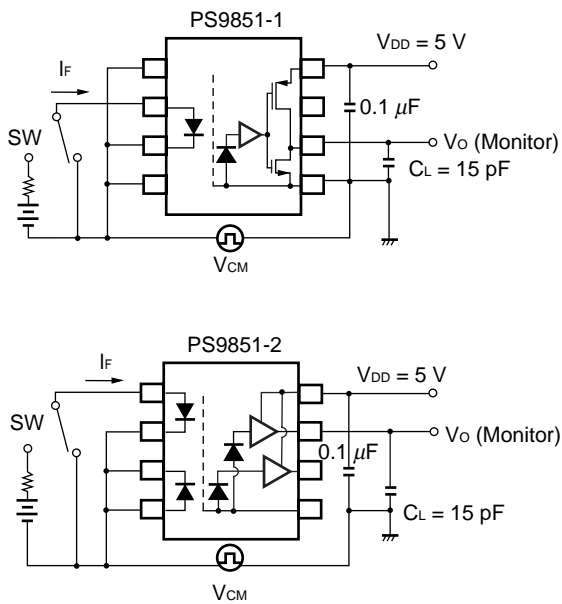 PS9851-1
VDD = 5 V
IF
0.1 μF
SW
VO (Monitor)
CL = 15 pF
VCM
PS9851-2
IF
VDD = 5 V
SW
VO (Monitor)
0.1 μF
CL = 15 pF
VCM